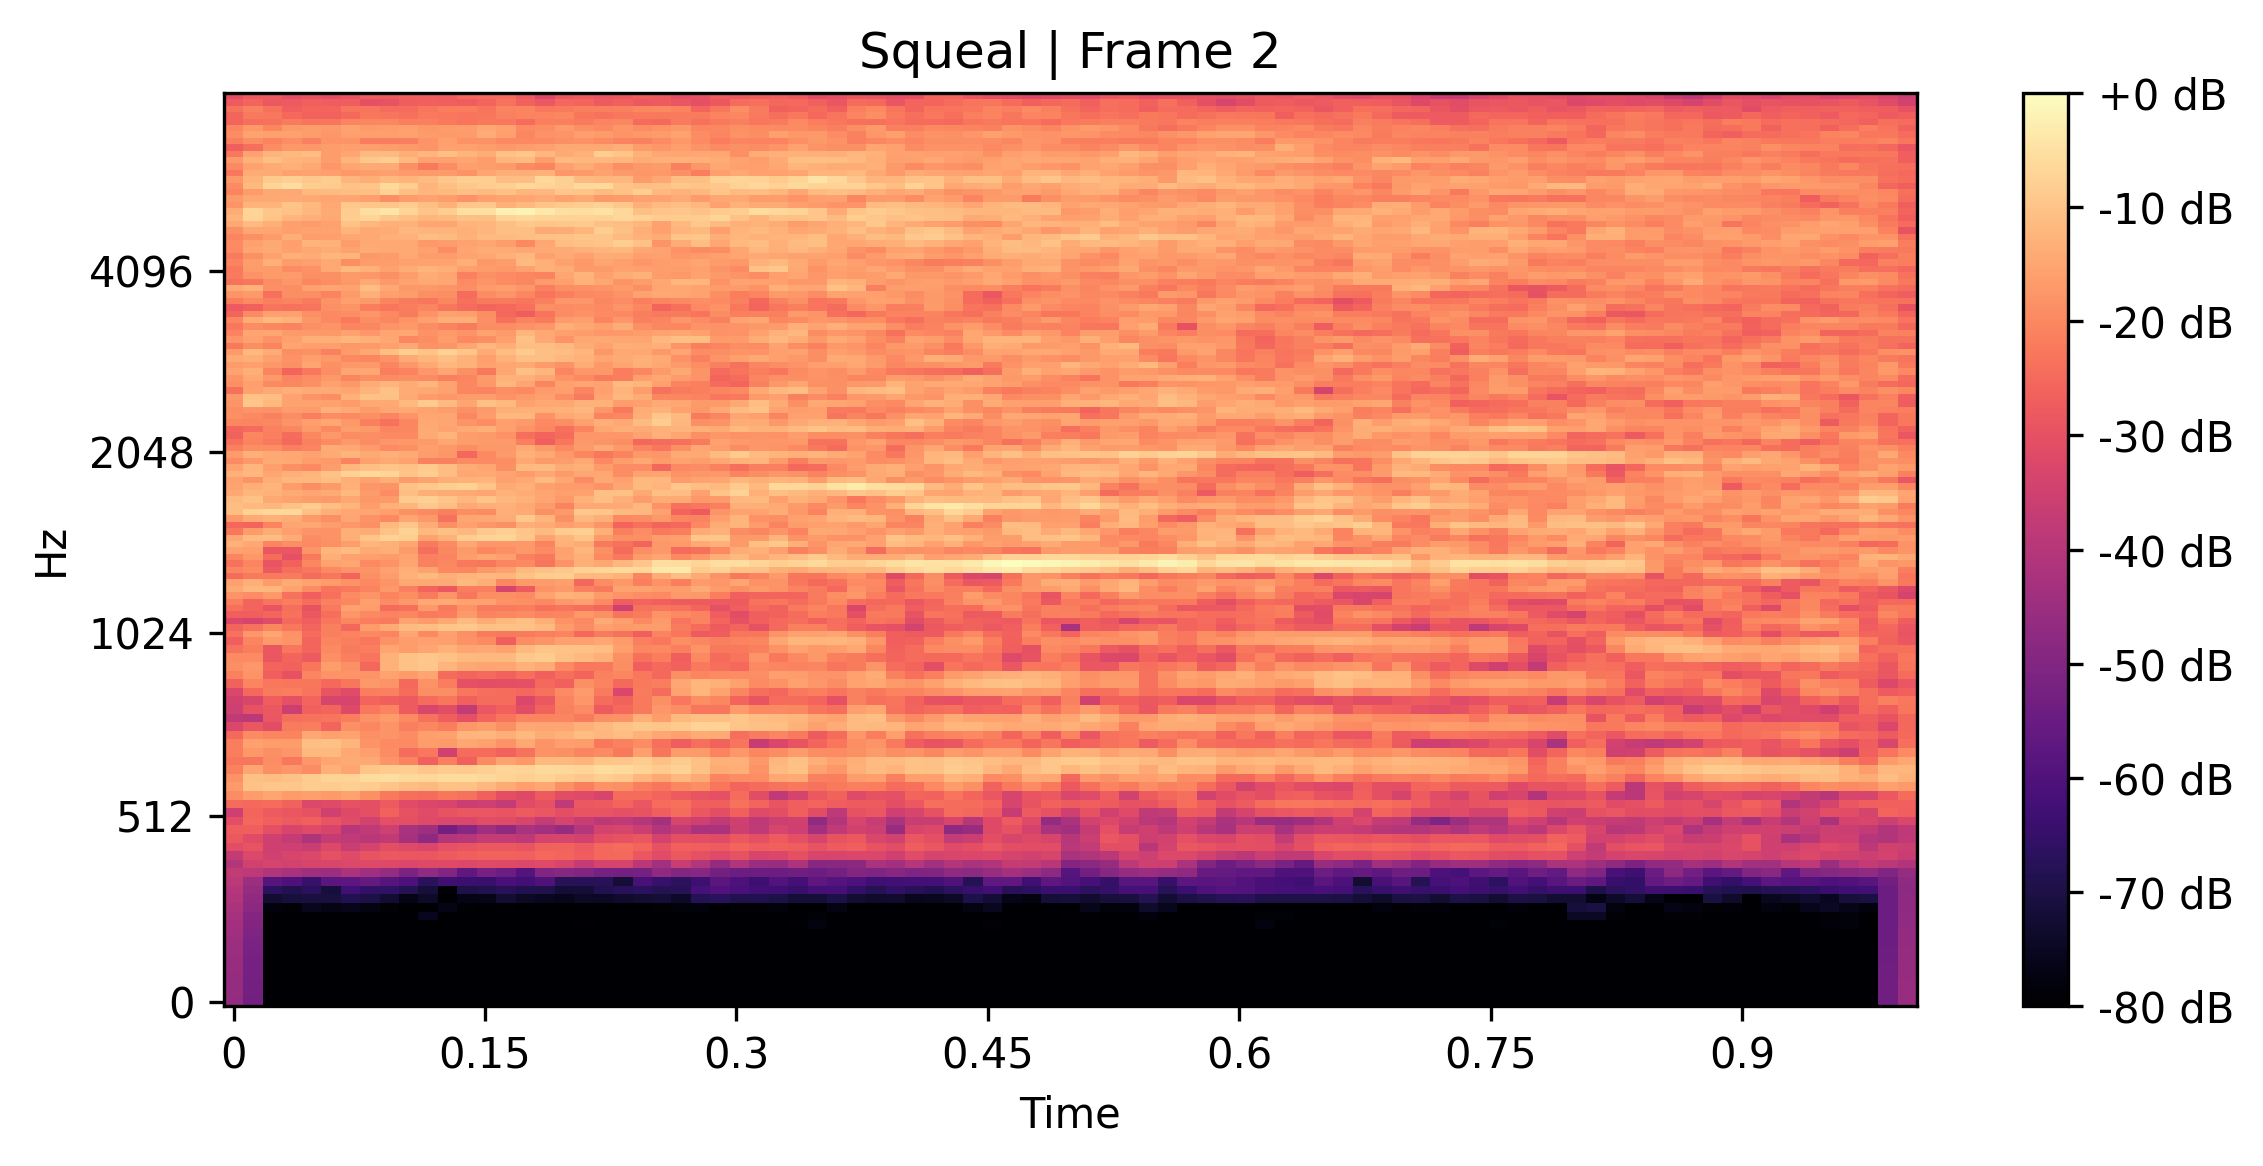 Squeal | Frame 2
Hz
4096
2048
1024
512
0
0 0.15 0.3 0.45 0.6 0.75 0.9
Time
+0 dB
-10 dB
-20 dB
-30 dB
-40 dB
-50 dB
-60 dB
-70 dB
-80 dB